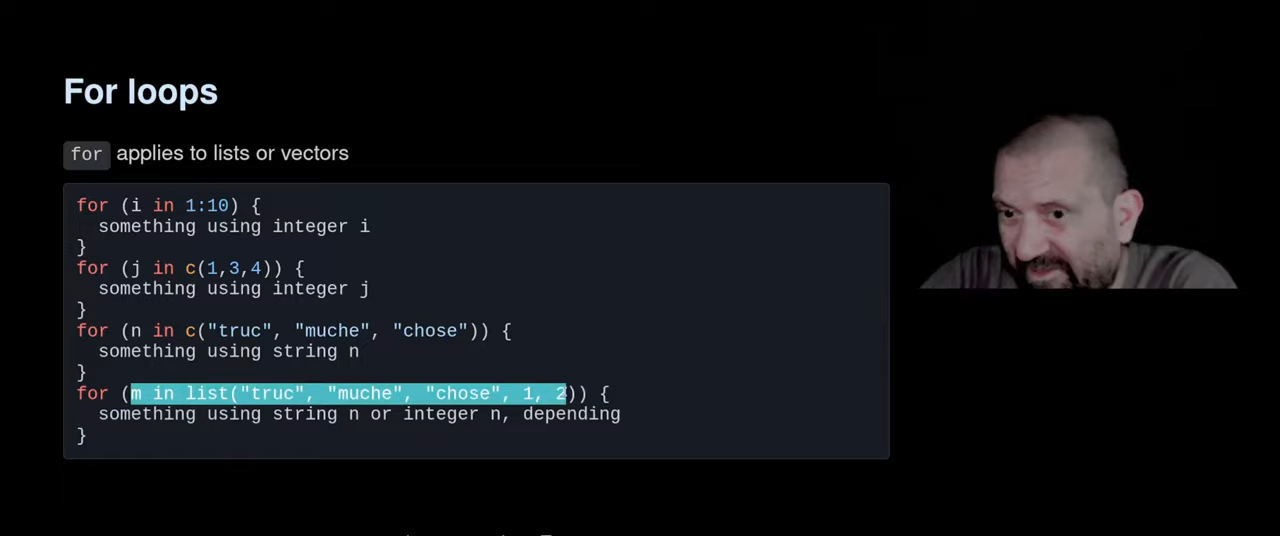 For loops
for applies to lists or vectors
for (i in 1:10) {
  something using integer i
}
for (j in c(1,3,4)) {
  something using integer j
}
for (n in c("truc", "muche", "chose")) {
  something using string n
}
for (m in list("truc", "muche", "chose", 1, 2)) {
  something using string n or integer n, depending
}